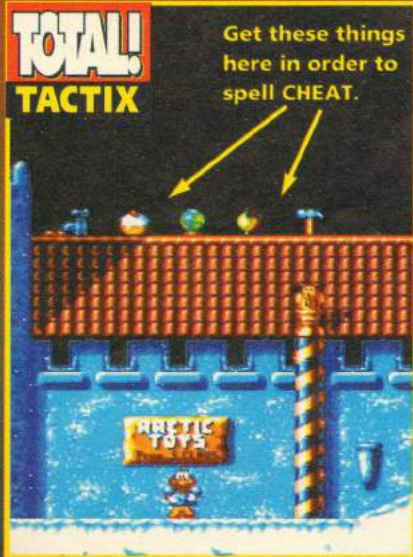 TOTAL!
TACTIX
Get these things
here in order to
spell CHEAT.
ARCTIC
TOYS